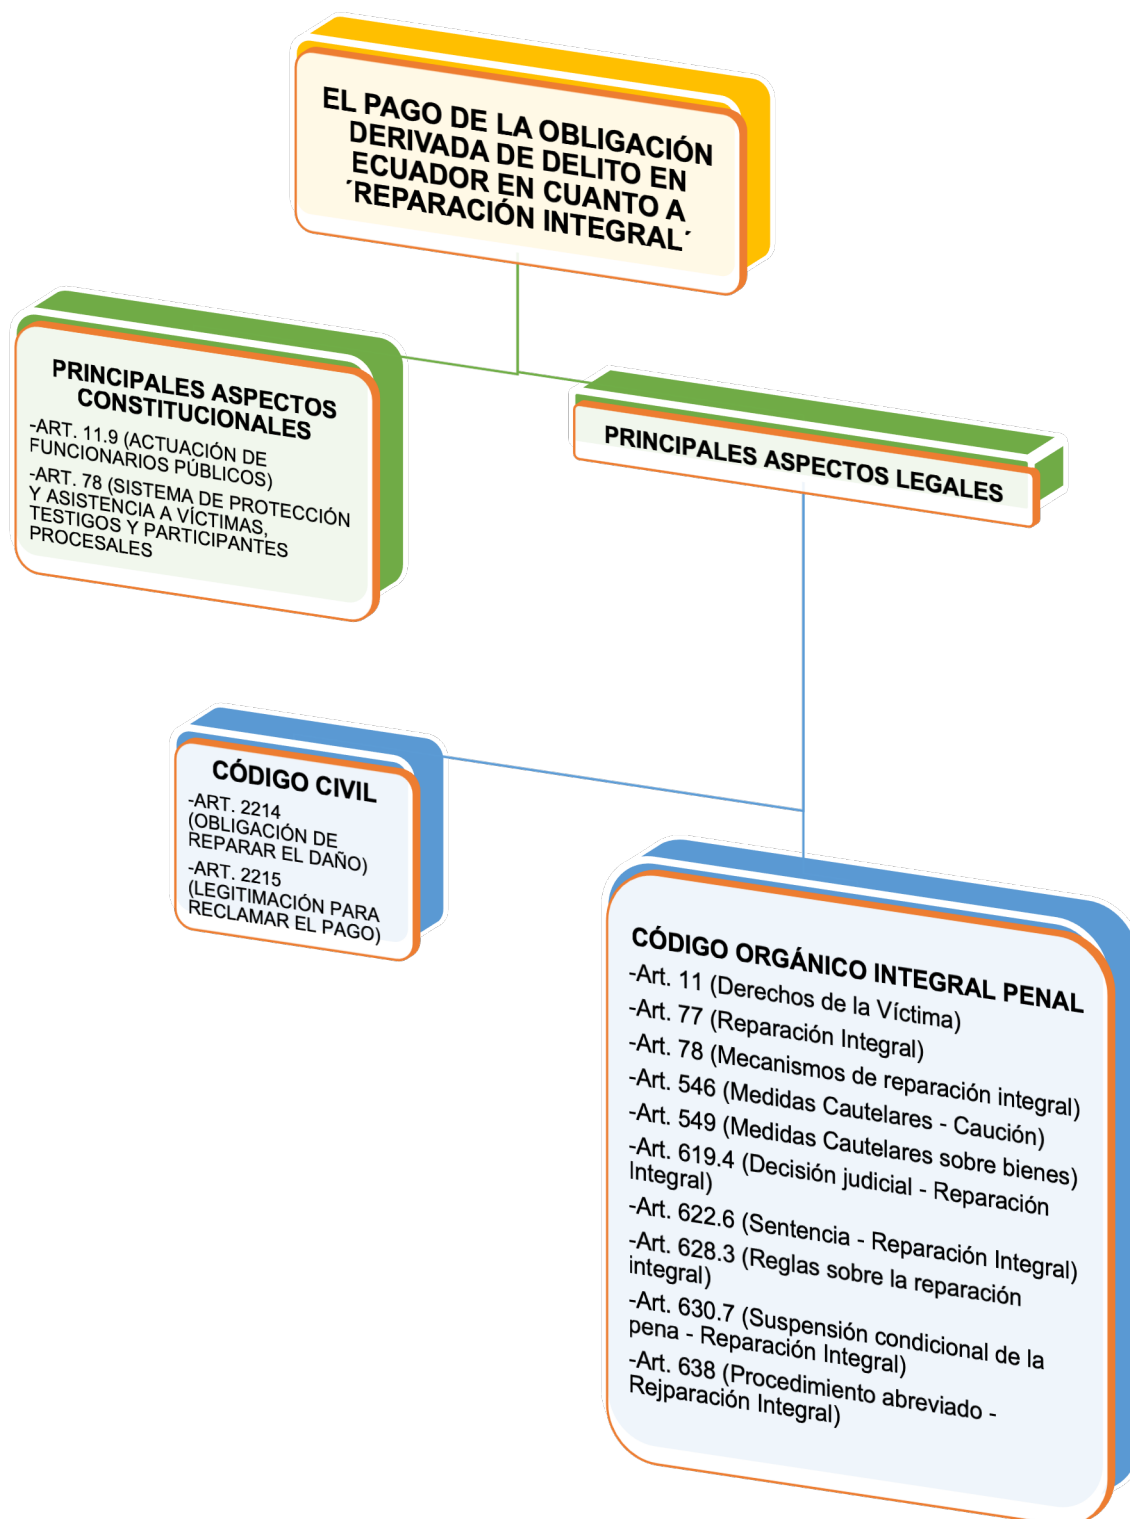 EL PAGO DE LA OBLIGACIÓN
DERIVADA DE DELITO EN
ECUADOR EN CUANTO A
´REPARACIÓN INTEGRAL´
PRINCIPALES ASPECTOS
CONSTITUCIONALES
-ART. 11.9 (ACTUACIÓN DE
FUNCIONARIOS PÚBLICOS)
-ART. 78 (SISTEMA DE PROTECCIÓN
Y ASISTENCIA A VÍCTIMAS,
TESTIGOS Y PARTICIPANTES
PROCESALES
PRINCIPALES ASPECTOS LEGALES
CÓDIGO CIVIL
-ART. 2214
(OBLIGACIÓN DE
REPARAR EL DAÑO)
-ART. 2215
(LEGITIMACIÓN PARA
RECLAMAR EL PAGO)
CÓDIGO ORGÁNICO INTEGRAL PENAL
-Art. 11 (Derechos de la Víctima)
-Art. 77 (Reparación Integral)
-Art. 78 (Mecanismos de reparación integral)
-Art. 546 (Medidas Cautelares - Caución)
-Art. 549 (Medidas Cautelares sobre bienes)
-Art. 619.4 (Decisión judicial - Reparación
Integral)
-Art. 622.6 (Sentencia - Reparación Integral)
-Art. 628.3 (Reglas sobre la reparación
integral)
-Art. 630.7 (Suspensión condicional de la
pena - Reparación Integral)
-Art. 638 (Procedimiento abreviado -
Rejparación Integral)